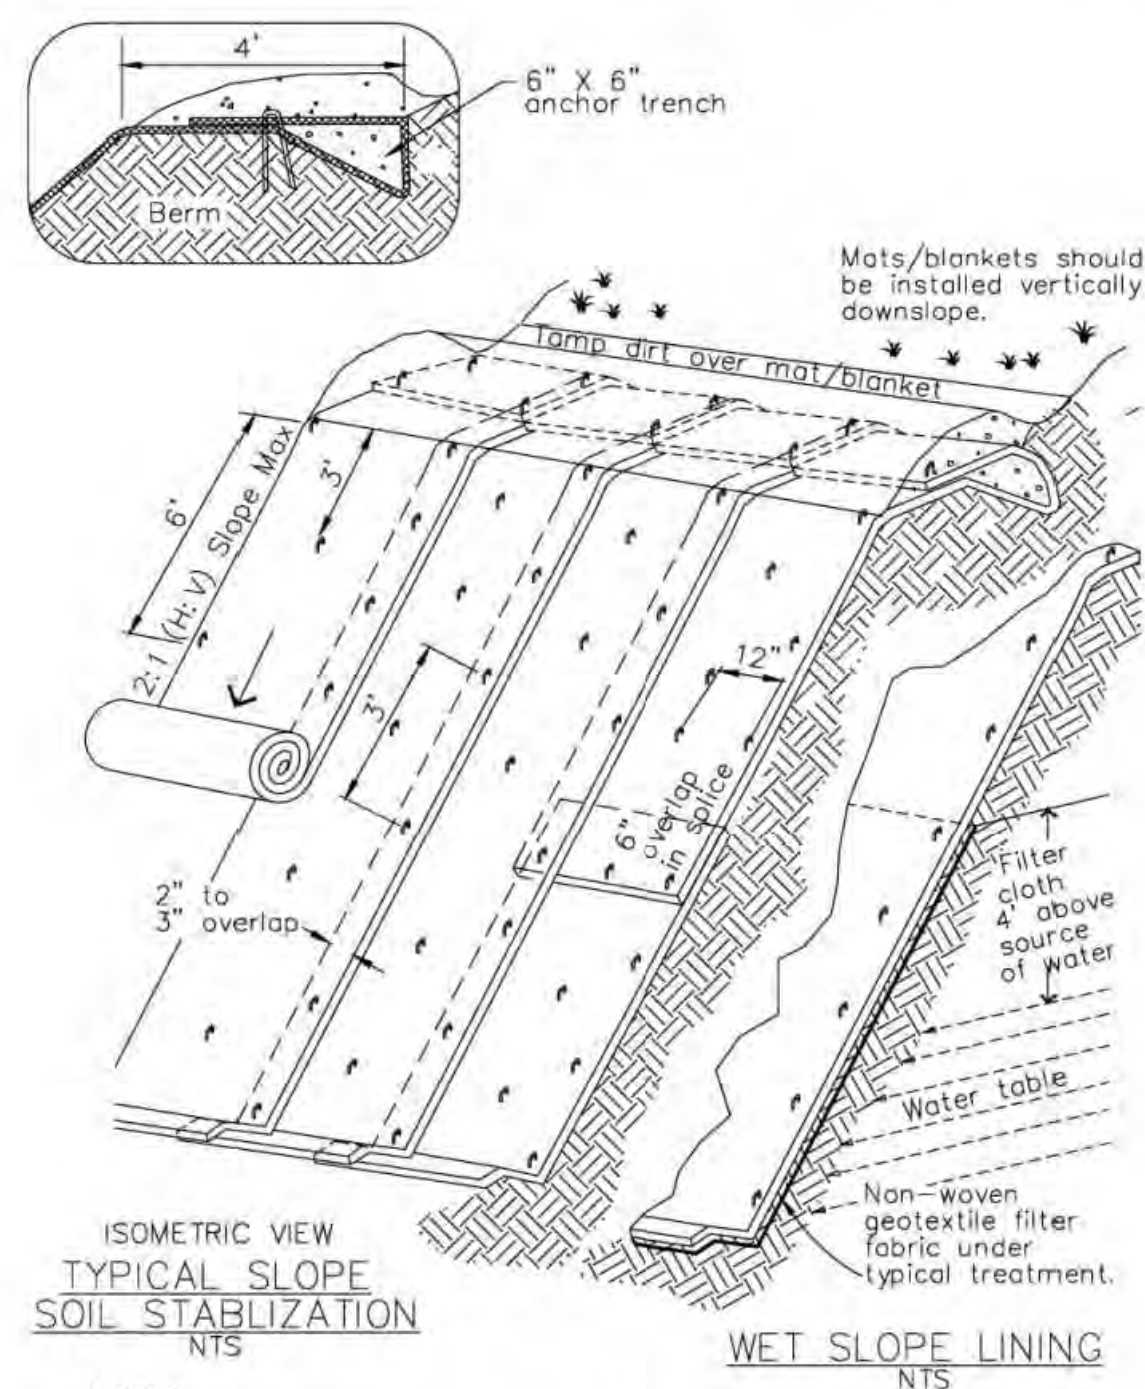 4'
6" X 6"
anchor trench
Berm
Mats/blankets should
be installed vertically
downslope.
Tamp dirt over mat/blanket
6'
2:1 (H:V) Slope Max
3'
3'
12"
6"
overlap
in splice
2" to
3" overlap
Filter
cloth
4' above
source
of water
Water table
Non-woven
geotextile filter
fabric under
typical treatment.
ISOMETRIC VIEW
TYPICAL SLOPE
SOIL STABLIZATION
NTS
WET SLOPE LINING
NTS